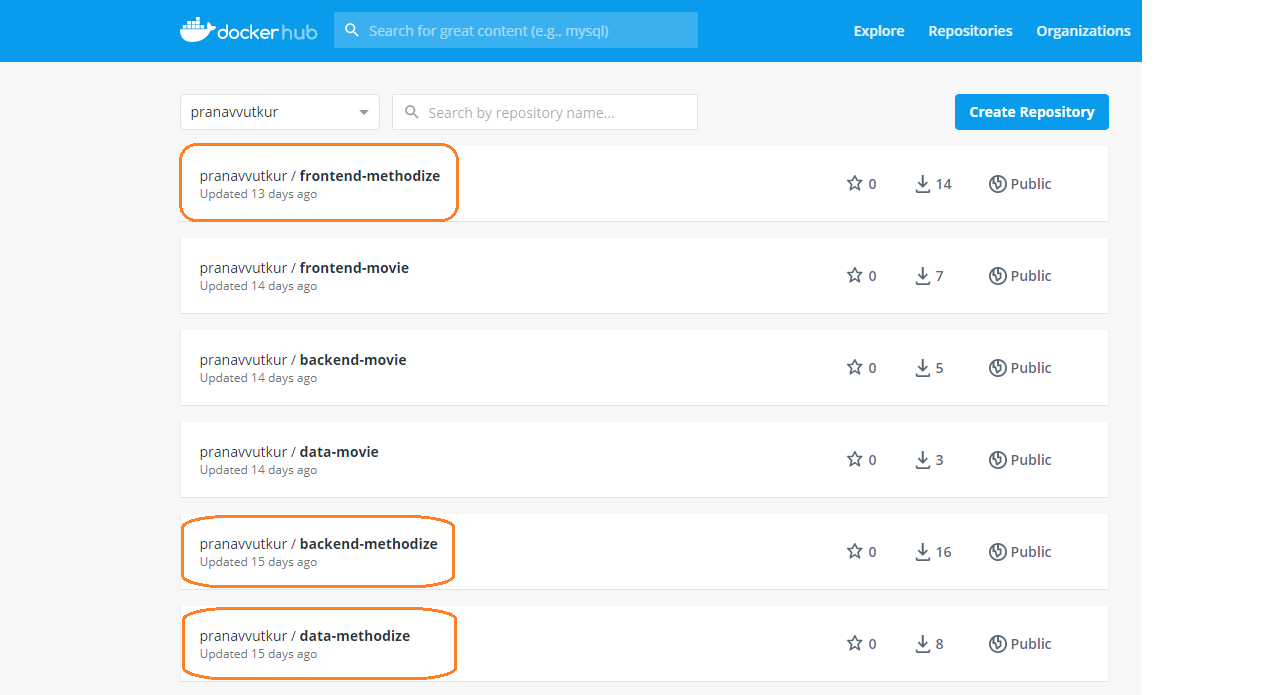 docker hub
Search for great content (e.g., mysql)
Explore
Repositories
Organizations
pranavvutkur
Search by repository name...
Create Repository
pranavvutkur / frontend-methodize
Updated 13 days ago
0
14
Public
pranavvutkur / frontend-movie
Updated 14 days ago
0
7
Public
pranavvutkur / backend-movie
Updated 14 days ago
0
5
Public
pranavvutkur / data-movie
Updated 14 days ago
0
3
Public
pranavvutkur / backend-methodize
Updated 15 days ago
0
16
Public
pranavvutkur / data-methodize
Updated 15 days ago
0
8
Public